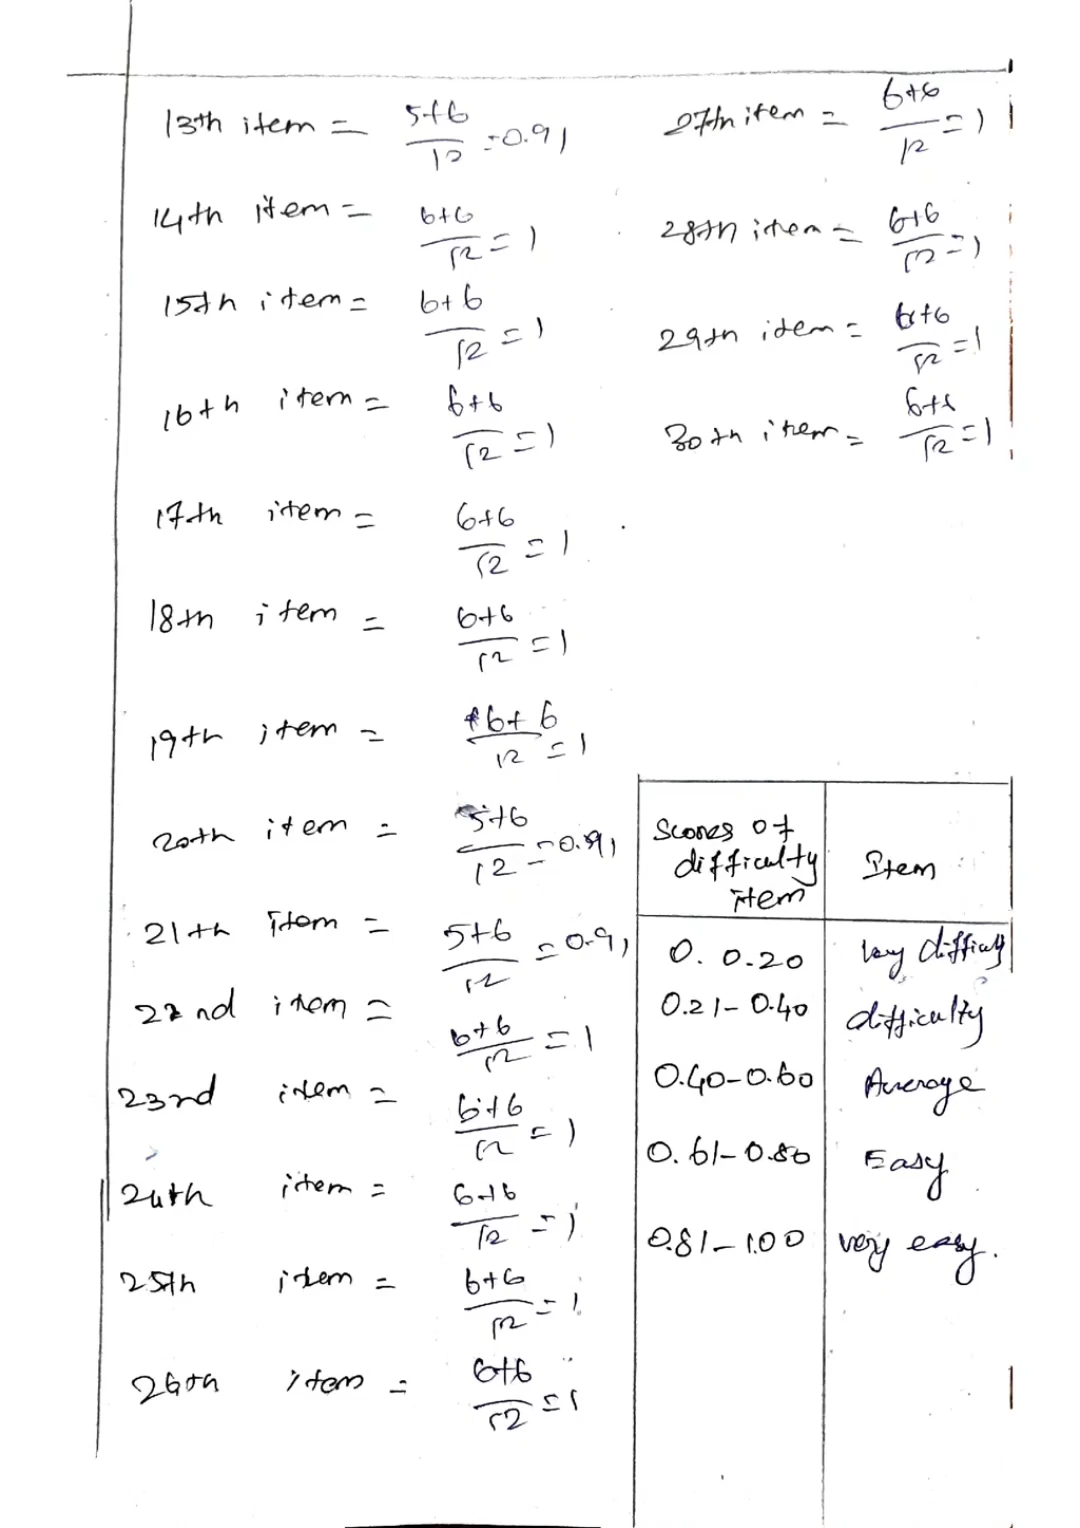 13th item = 5+6/12 = 0.91
14th item = 6+6/12 = 1
15th item = 6+6/12 = 1
16th item = 6+6/12 = 1
17th item = 6+6/12 = 1
18th item = 6+6/12 = 1
19th item = 6+6/12 = 1
20th item = 5+6/12 = 0.91
21th Item = 5+6/12 = 0.91
22nd item = 6+6/12 = 1
23rd item = 6+6/12 = 1
24th item = 6+6/12 = 1
25th item = 6+6/12 = 1
26th item = 6+6/12 = 1
27th item = 6+6/12 = 1
28th item = 6+6/12 = 1
29th item = 6+6/12 = 1
30th item = 6+6/12 = 1
Scores of
difficulty Item
item
0. 0.20 Very
0.21-0.40 difficulty
0.40-0.60 Average
0.61-0.80 Easy
0.81-1.00 very easy.